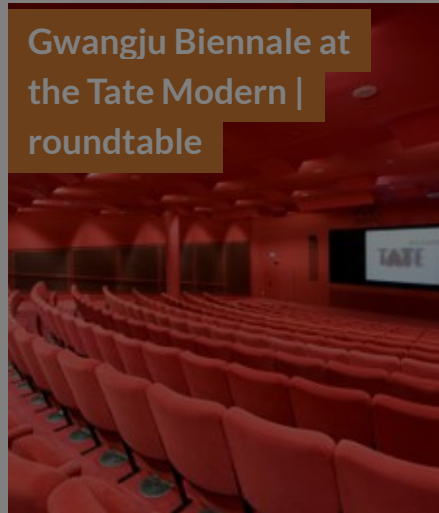 Gwangju Biennale at
the Tate Modern |
roundtable
TATE